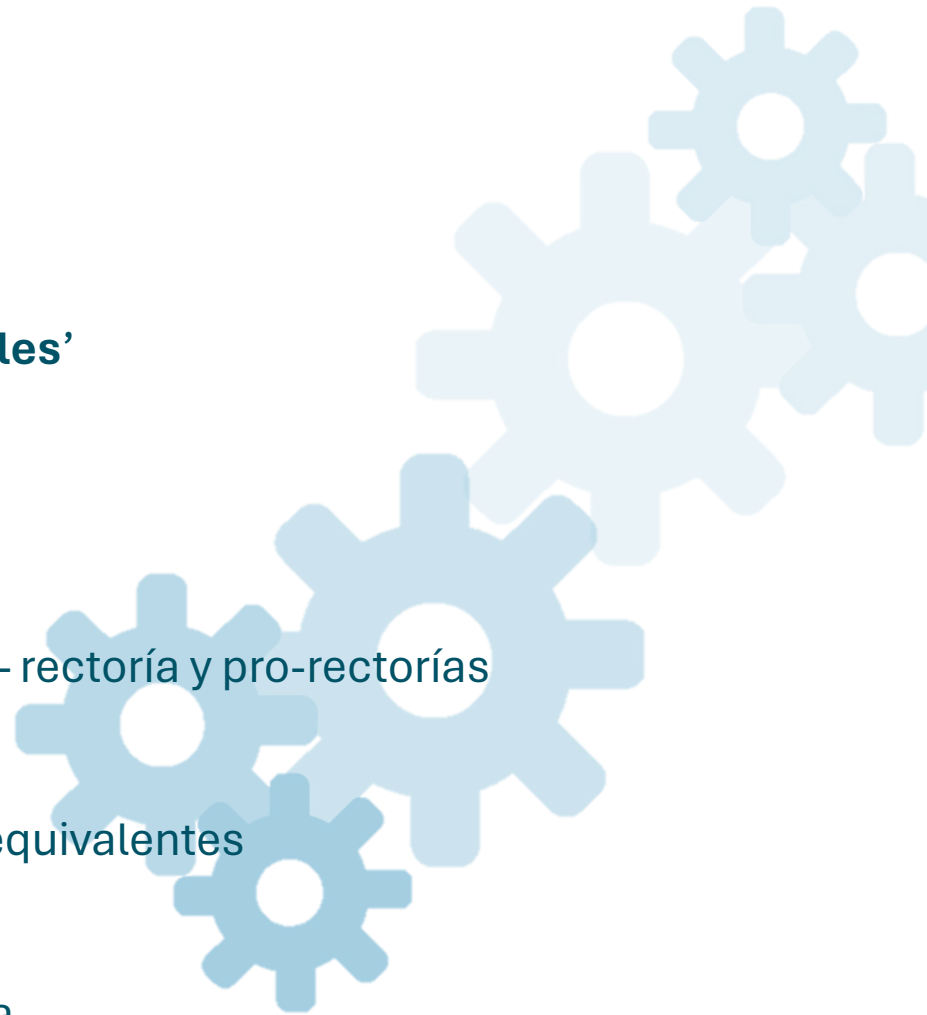 les’
- rectoría y pro-rectorías
equivalentes